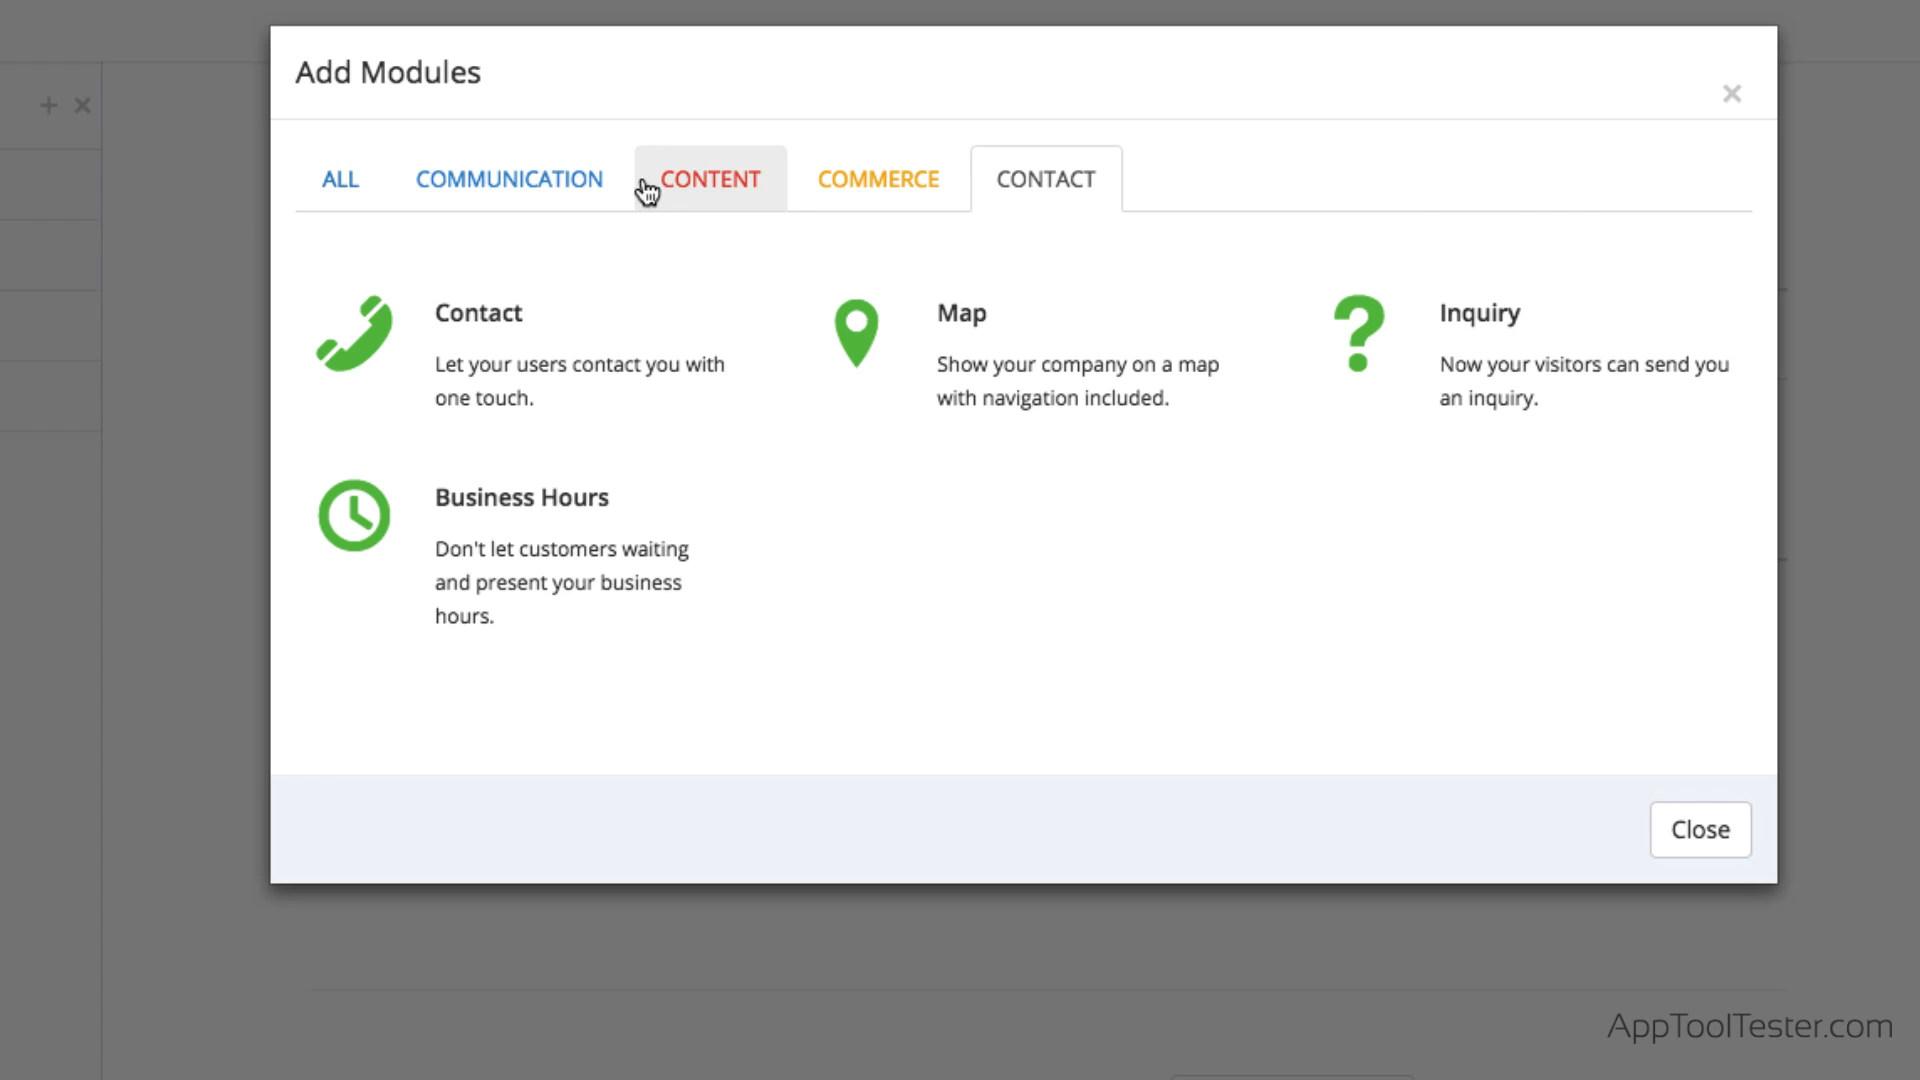 Add Modules
ALL COMMUNICATION CONTENT COMMERCE CONTACT
Contact
Let your users contact you with
one touch.
Map
Show your company on a map
with navigation included.
Inquiry
Now your visitors can send you
an inquiry.
Business Hours
Don't let customers waiting
and present your business
hours.
Close
AppToolTester.com